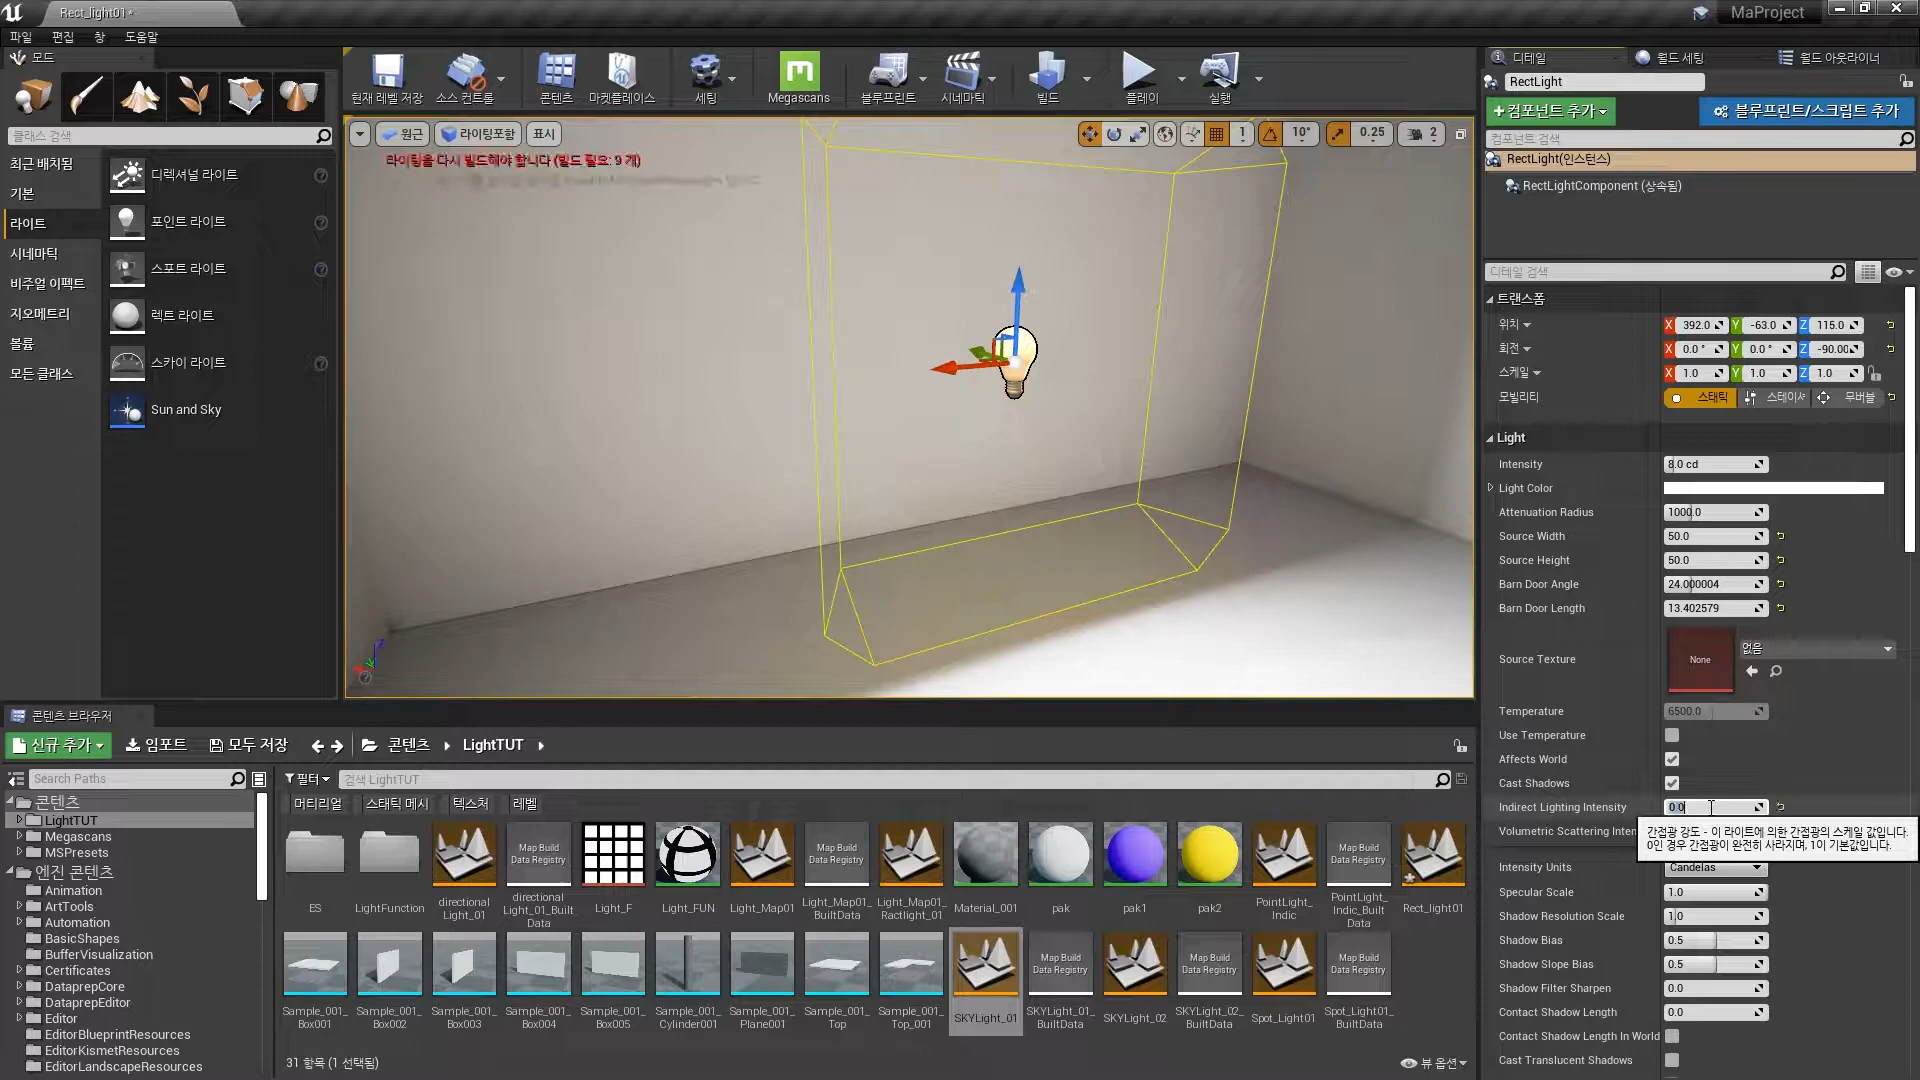 Rect_light01*
MaProject
파일 편집 창 도움말
모드
클래스 검색
최근 배치됨
기본
라이트
시네마틱
비주얼 이펙트
지오메트리
볼륨
모든 클래스
디렉셔널 라이트
포인트 라이트
스포트 라이트
렉트 라이트
스카이 라이트
Sun and Sky
현재 레벨 저장 소스 컨트롤 콘텐츠 마켓플레이스 세팅 Megascans 블루프린트 시네마틱 빌드 플레이 실행
원근 라이팅포함 표시
1 10° 0.25 2
라이팅을 다시 빌드해야 합니다 (빌드 필요: 9 개)
디테일 월드 세팅 월드 아웃라이너
RectLight
+컴포넌트 추가 블루프린트/스크립트 추가
컴포넌트 검색
RectLight(인스턴스)
RectLightComponent (상속됨)
디테일 검색
트랜스폼
위치 X 392.0 Y -63.0 Z 115.0
회전 X 0.0 ° Y 0.0 ° Z -90.00
스케일 X 1.0 Y 1.0 Z 1.0
모빌리티 스태틱 무버블
Light
Intensity 8.0 cd
Light Color
Attenuation Radius 1000.0
Source Width 50.0
Source Height 50.0
Barn Door Angle 24.000004
Barn Door Length 13.402579
Source Texture None 없음
Temperature 6500.0
Use Temperature
Affects World
Cast Shadows
Indirect Lighting Intensity 0.0
Volumetric Scattering Inten
간접광 강도 - 이 라이트에 의한 간접광의 스케일 값입니다.
0인 경우 간접광이 완전히 사라지며, 1이 기본값입니다.
Intensity Units Candelas
Specular Scale 1.0
Shadow Resolution Scale 1.0
Shadow Bias 0.5
Shadow Slope Bias 0.5
Shadow Filter Sharpen 0.0
Contact Shadow Length 0.0
Contact Shadow Length In World
Cast Translucent Shadows
콘텐츠 브라우저
신규 추가 임포트 모두 저장 콘텐츠 LightTUT
Search Paths
필터 검색 LightTUT
머티리얼 스태틱 메시 텍스처 레벨
콘텐츠
LightTUT
Megascans
MSPresets
엔진 콘텐츠
Animation
ArtTools
Automation
BasicShapes
BufferVisualization
Certificates
DataprepCore
DataprepEditor
Editor
EditorBlueprintResources
EditorKismetResources
EditorLandscapeResources
Map Build Data Registry
Map Build Data Registry
Map Build Data Registry
ES
LightFunction
directional Light_01
directional Light_01_Built Data
Light_F
Light_FUN
Light_Map01
Light_Map01_ BuiltData
Light_Map01_ Ractlight_01
Material_001
pak
pak1
pak2
PointLight_ Indic
PointLight_ Indic_Built Data
Rect_light01
Map Build Data Registry
Map Build Data Registry
Map Build Data Registry
Sample_001_ Box001
Sample_001_ Box002
Sample_001_ Box003
Sample_001_ Box004
Sample_001_ Box005
Sample_001_ Cylinder001
Sample_001_ Plane001
Sample_001_ Top
Sample_001_ Top_001
SKYLight_01
SKYLight_01_ BuiltData
SKYLight_02
SKYLight_02_ BuiltData
Spot_Light01
Spot_Light01_ BuiltData
31 항목 (1 선택됨)
뷰 옵션